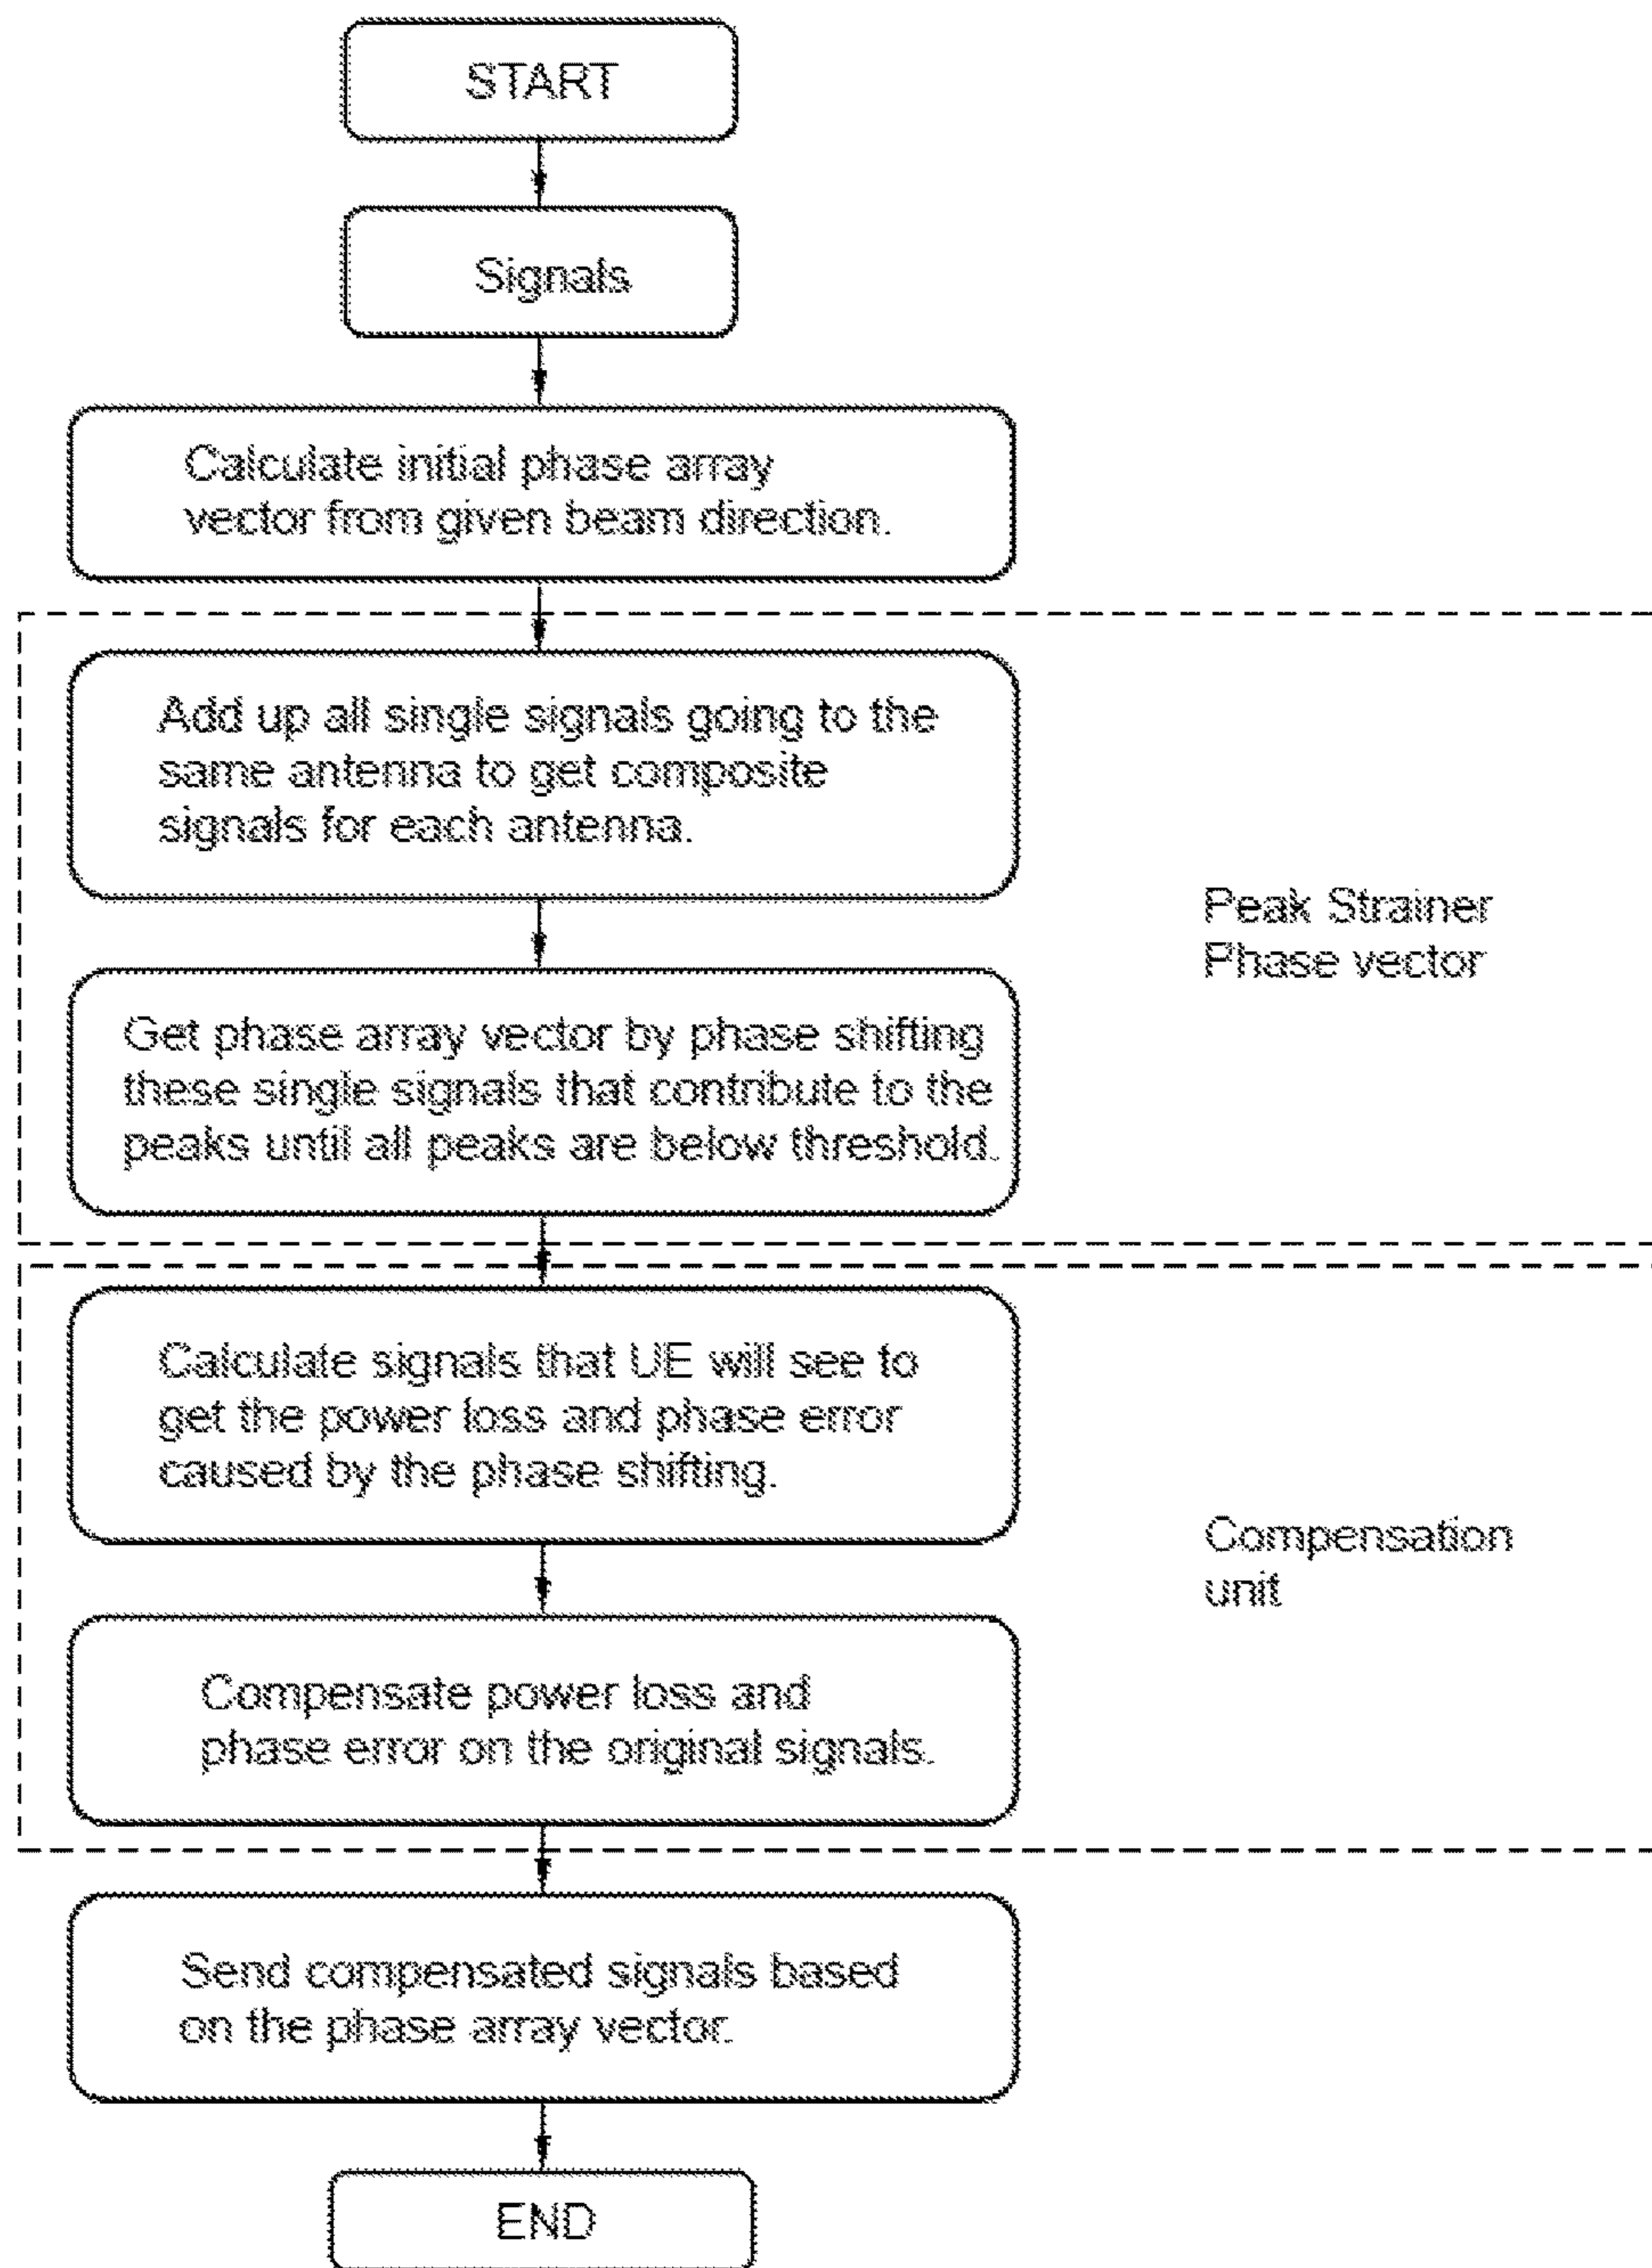 START
Signals
Calculate initial phase array
vector from given beam direction.
Add up all single signals going to the
same antenna to get composite
signals for each antenna.
Peak Strainer
Phase vector
Get phase array vector by phase shifting
these single signals that contribute to the
peaks until all peaks are below threshold.
Calculate signals that UE will see to
get the power loss and phase error
caused by the phase shifting.
Compensation
unit
Compensate power loss and
phase error on the original signals.
Send compensated signals based
on the phase array vector.
END